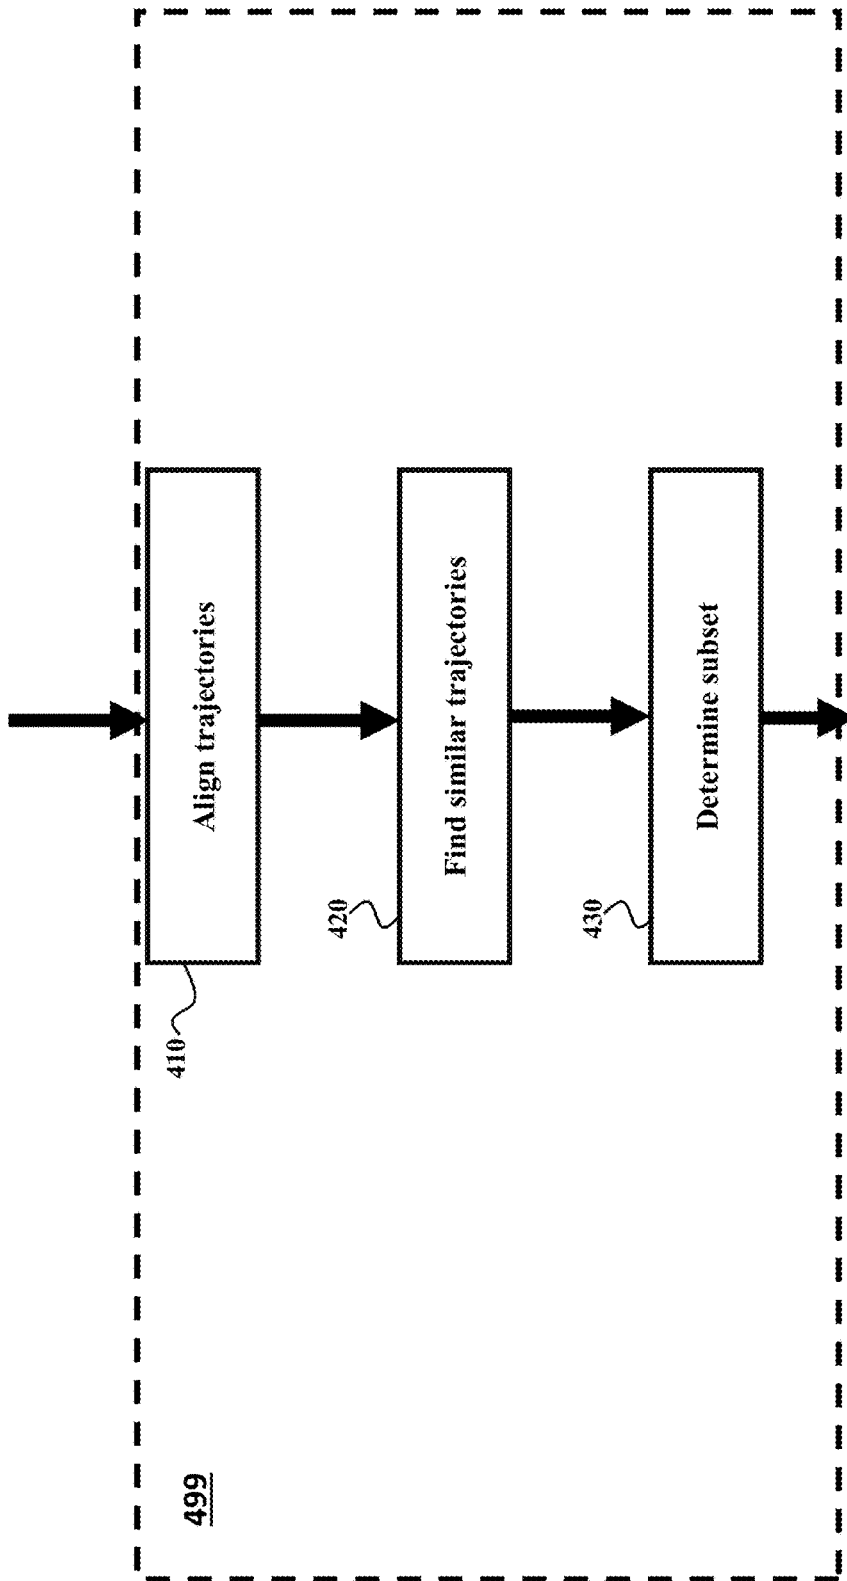 499
410
Align trajectories
420
Find similar trajectories
430
Determine subset